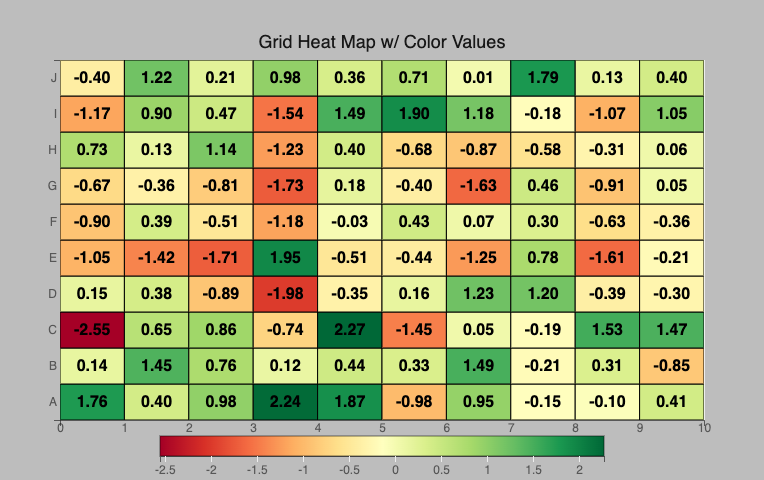 Grid Heat Map w/ Color Values
J -0.40 1.22 0.21 0.98 0.36 0.71 0.01 1.79 0.13 0.40
I -1.17 0.90 0.47 -1.54 1.49 1.90 1.18 -0.18 -1.07 1.05
H 0.73 0.13 1.14 -1.23 0.40 -0.68 -0.87 -0.58 -0.31 0.06
G -0.67 -0.36 -0.81 -1.73 0.18 -0.40 -1.63 0.46 -0.91 0.05
F -0.90 0.39 -0.51 -1.18 -0.03 0.43 0.07 0.30 -0.63 -0.36
E -1.05 -1.42 -1.71 1.95 -0.51 -0.44 -1.25 0.78 -1.61 -0.21
D 0.15 0.38 -0.89 -1.98 -0.35 0.16 1.23 1.20 -0.39 -0.30
C -2.55 0.65 0.86 -0.74 2.27 -1.45 0.05 -0.19 1.53 1.47
B 0.14 1.45 0.76 0.12 0.44 0.33 1.49 -0.21 0.31 -0.85
A 1.76 0.40 0.98 2.24 1.87 -0.98 0.95 -0.15 -0.10 0.41
0 1 2 3 4 5 6 7 8 9 10
-2.5 -2 -1.5 -1 -0.5 0 0.5 1 1.5 2